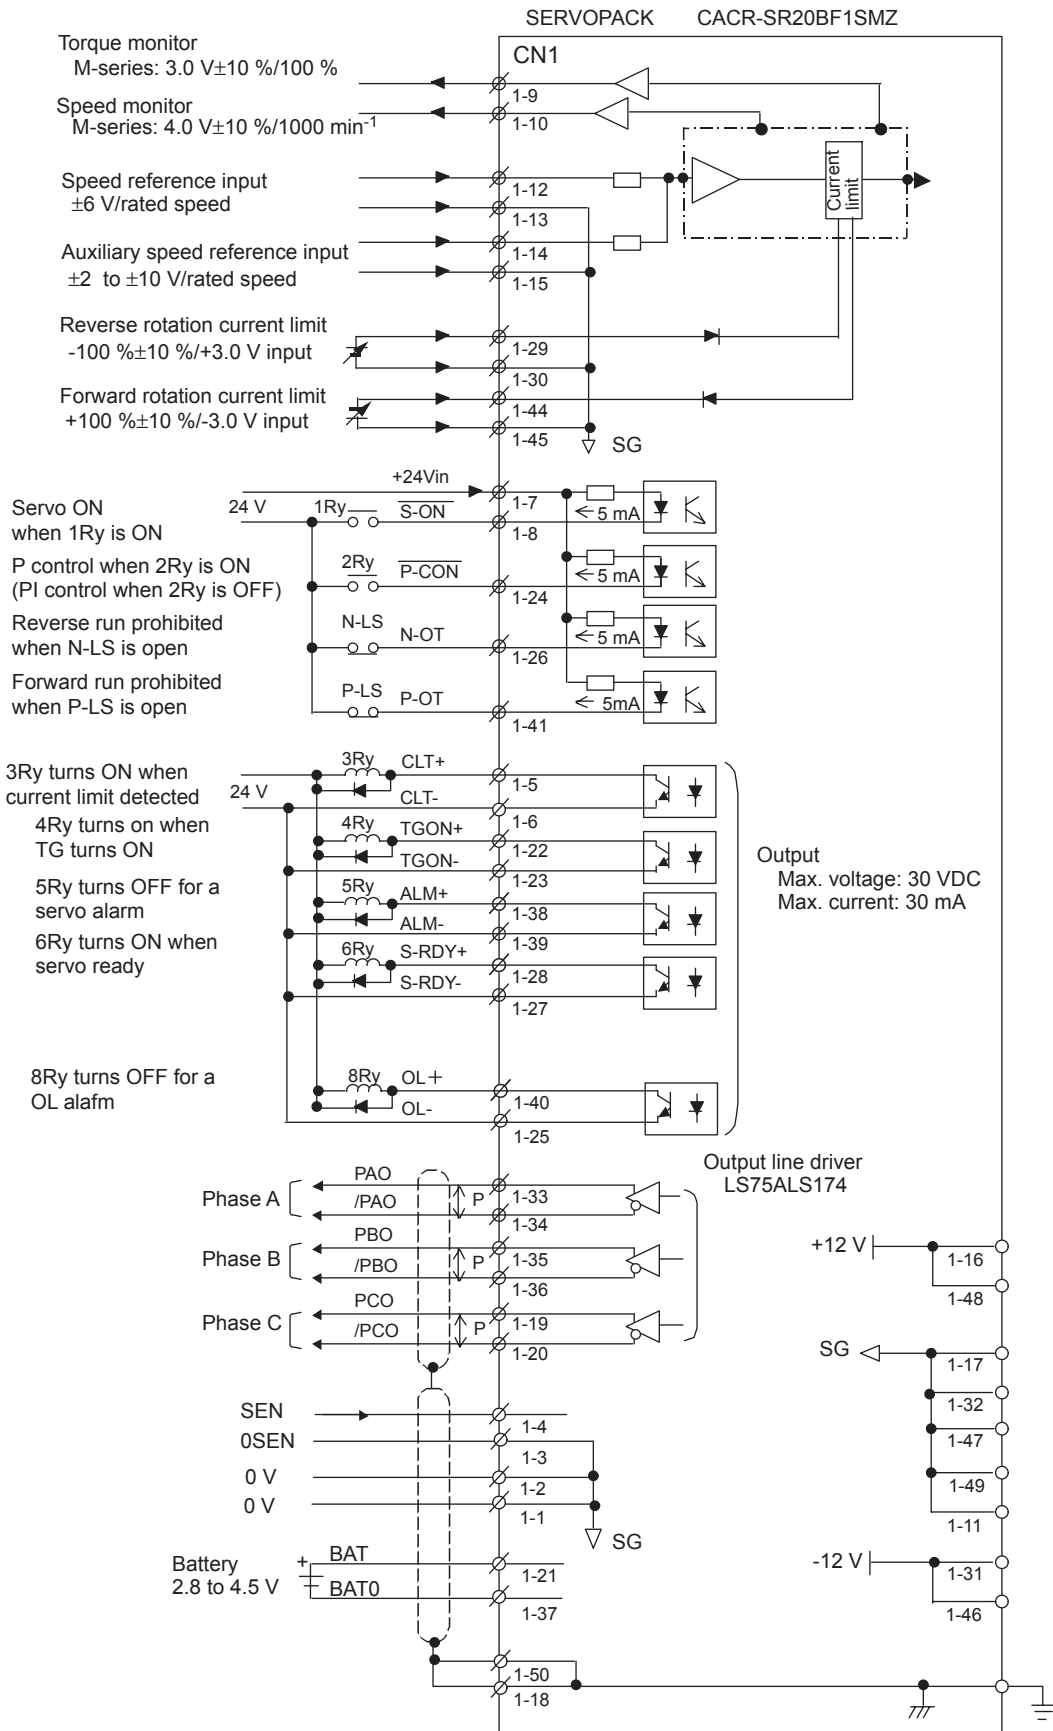 SERVOPACK CACR-SR20BF1SMZ
CN1
Torque monitor
M-series: 3.0 V±10 %/100 %
1-9
Speed monitor
M-series: 4.0 V±10 %/1000 min-1
1-10
Speed reference input
±6 V/rated speed
1-12
1-13
Auxiliary speed reference input
±2 to ±10 V/rated speed
1-14
1-15
Current
limit
Reverse rotation current limit
-100 %±10 %/+3.0 V input
1-29
1-30
Forward rotation current limit
+100 %±10 %/-3.0 V input
1-44
1-45
SG
+24Vin
1-7
Servo ON
when 1Ry is ON
24 V
1Ry
S-ON
1-8
5 mA
P control when 2Ry is ON
(PI control when 2Ry is OFF)
2Ry
P-CON
1-24
5 mA
Reverse run prohibited
when N-LS is open
N-LS
N-OT
1-26
5 mA
Forward run prohibited
when P-LS is open
P-LS
P-OT
1-41
5mA
3Ry turns ON when
current limit detected
24 V
3Ry
CLT+
1-5
CLT-
1-6
4Ry turns on when
TG turns ON
4Ry
TGON+
1-22
TGON-
1-23
5Ry turns OFF for a
servo alarm
5Ry
ALM+
1-38
ALM-
1-39
6Ry turns ON when
servo ready
6Ry
S-RDY+
1-28
S-RDY-
1-27
Output
Max. voltage: 30 VDC
Max. current: 30 mA
8Ry turns OFF for a
OL alafm
8Ry
OL+
1-40
OL-
1-25
Output line driver
LS75ALS174
Phase A
PAO
1-33
/PAO
P
1-34
Phase B
PBO
1-35
/PBO
P
1-36
Phase C
PCO
1-19
/PCO
P
1-20
+12 V
1-16
1-48
SG
1-17
1-32
1-47
1-49
1-11
-12 V
1-31
1-46
SEN
1-4
0SEN
1-3
0 V
1-2
0 V
1-1
SG
Battery
2.8 to 4.5 V
+
BAT
1-21
BAT0
1-37
1-50
1-18